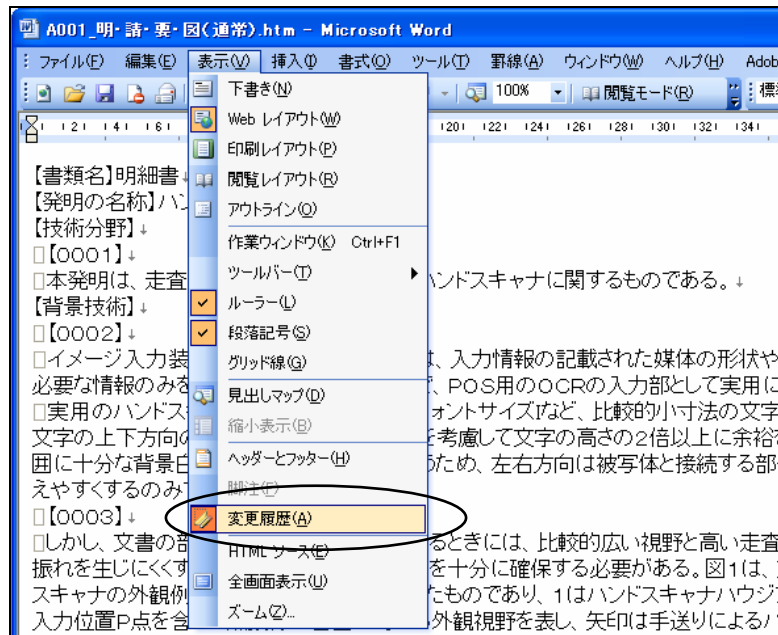 A001_明・請・要・図(通常).htm - Microsoft Word
ファイル(F) 編集(E) 表示(V) 挿入(I) 書式(O) ツール(T) 罫線(A) ウィンドウ(W) ヘルプ(H) Adob
100% 閲覧モード(R) 標準
|2| |4| |6| |20| |22| |24| |26| |28| |30| |32| |34|
下書き(N)
Web レイアウト(W)
印刷レイアウト(P)
閲覧レイアウト(R)
アウトライン(O)
作業ウィンドウ(K) Ctrl+F1
ツールバー(T)
ルーラー(L)
段落記号(S)
グリッド線(G)
見出しマップ(D)
縮小表示(B)
ヘッダーとフッター(H)
脚注(F)
変更履歴(A)
HTML ソース(E)
全画面表示(U)
ズーム(Z)...
【書類名】明細書↓
【発明の名称】ハン
【技術分野】↓
□【0001】↓
□本発明は、走査 ハンドスキャナに関するものである。↓
【背景技術】↓
□【0002】↓
□イメージ入力装 は、入力情報の記載された媒体の形状や
必要な情報のみを で、POS用のOCRの入力部として実用に
□実用のハンドス ォントサイズなど、比較的小寸法の文字
文字の上下方向の を考慮して文字の高さの2倍以上に余裕
囲に十分な背景白 のため、左右方向は被写体と接続する部
えやすくするのみ
□【0003】↓
□しかし、文書の部 るときには、比較的広い視野と高い走査
振れを生じにくくす を十分に確保する必要がある。図1は、
スキャナの外観例 たものであり、1はハンドスキャナハウジ
入力位置P点を含 外観視野を表し、矢印は手送りによるハ